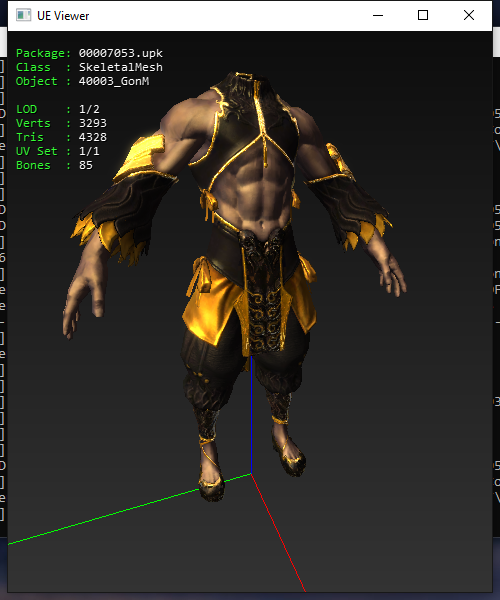 UE Viewer
Package: 00007053.upk
Class : SkeletalMesh
Object : 40003_GonM
LOD : 1/2
Verts : 3293
Tris : 4328
UV Set : 1/1
Bones : 85